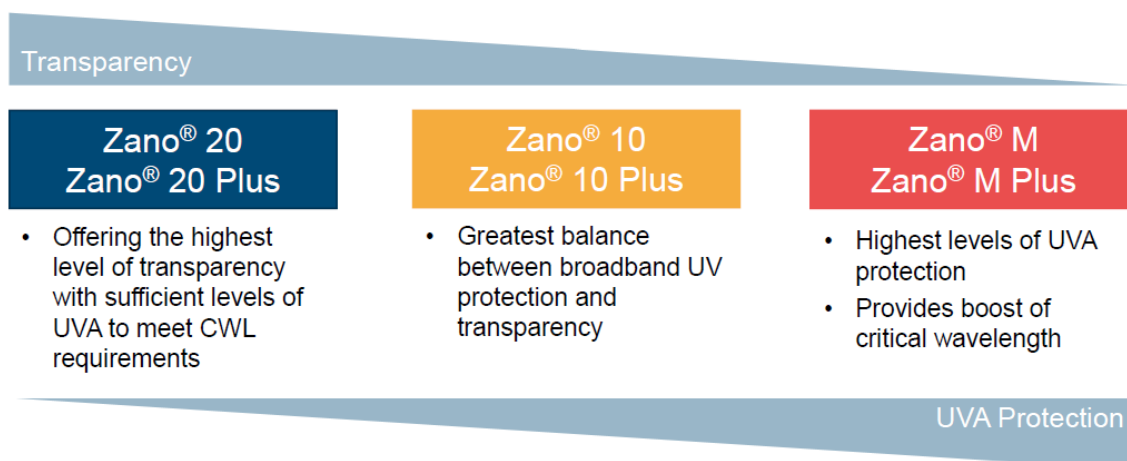 Transparency
Zano® 20
Zano® 20 Plus
• Offering the highest
level of transparency
with sufficient levels of
UVA to meet CWL
requirements
Zano® 10
Zano® 10 Plus
• Greatest balance
between broadband UV
protection and
transparency
Zano® M
Zano® M Plus
• Highest levels of UVA
protection
• Provides boost of
critical wavelength
UVA Protection